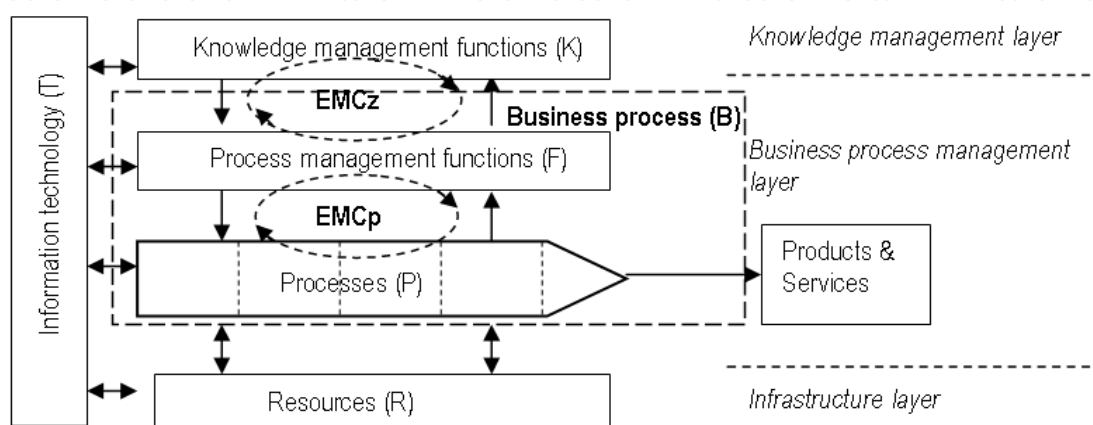 Information technology (T)
Knowledge management functions (K)
Knowledge management layer
EMCz
Business process (B)
Process management functions (F)
Business process management
layer
EMCp
Processes (P)
Products &
Services
Resources (R)
Infrastructure layer